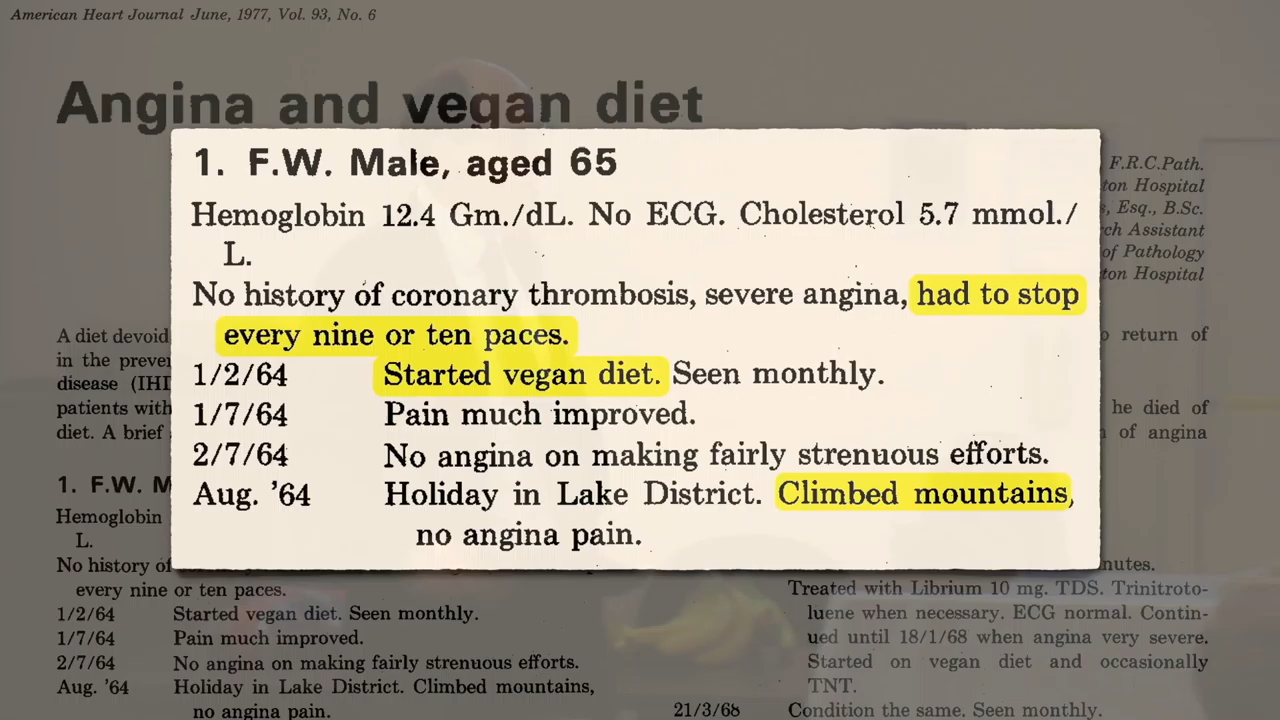 American Heart Journal June, 1977, Vol. 93, No. 6
Angina and vegan diet
1. F.W. Male, aged 65
Hemoglobin 12.4 Gm./dL. No ECG. Cholesterol 5.7 mmol./
L.
No history of coronary thrombosis, severe angina, had to stop
every nine or ten paces.
1/2/64 Started vegan diet. Seen monthly.
1/7/64 Pain much improved.
2/7/64 No angina on making fairly strenuous efforts.
Aug. '64 Holiday in Lake District. Climbed mountains,
no angina pain.
F.R.C.Path.
ton Hospital
, Esq., B.Sc.
ch Assistant
of Pathology
ton Hospital
A diet devoid
in the preve
disease (IHD
patients with
diet. A brief
1. F.W. M
Hemoglobin
L.
No history of
every nine or ten paces.
1/2/64 Started vegan diet. Seen monthly.
1/7/64 Pain much improved.
2/7/64 No angina on making fairly strenuous efforts.
Aug. '64 Holiday in Lake District. Climbed mountains,
no angina pain.
return of
he died of
of angina
nutes.
Treated with Librium 10 mg. TDS. Trinitroto-
luene when necessary. ECG normal. Contin-
ued until 18/1/68 when angina very severe.
Started on vegan diet and occasionally
TNT.
21/3/68 Condition the same. Seen monthly.